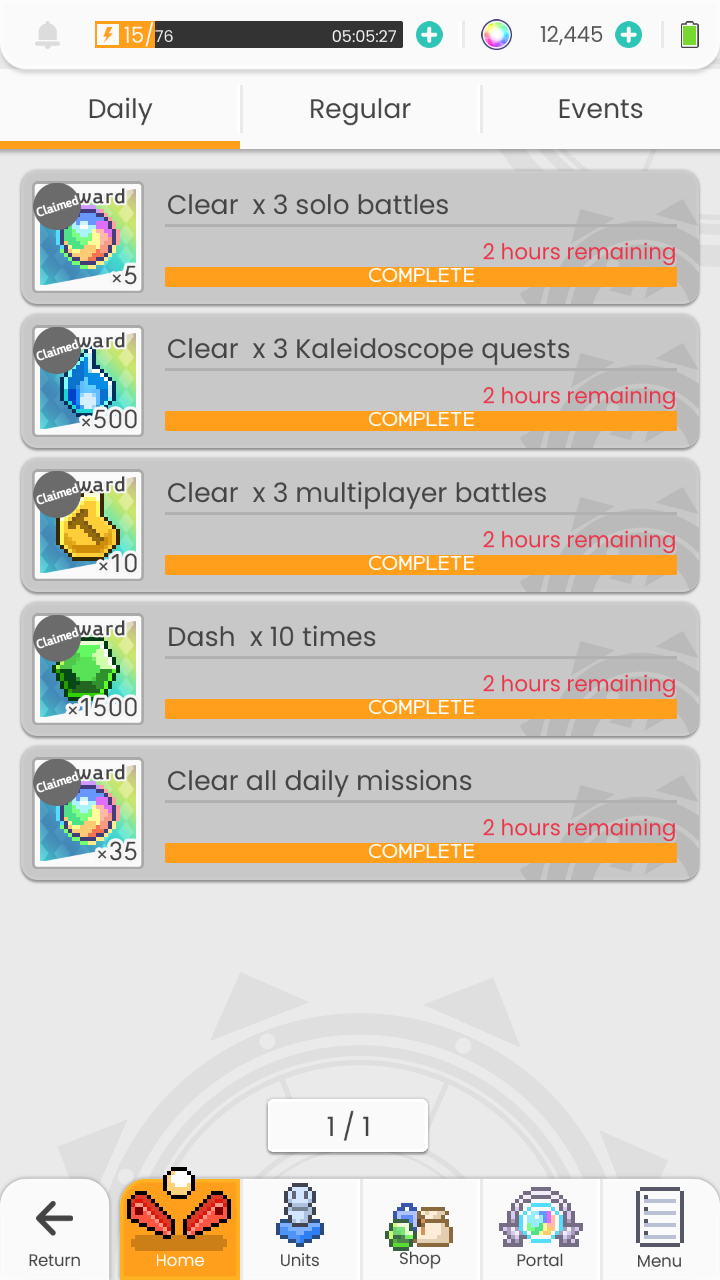 15/76
05:05:27
12,445
Daily
Regular
Events
Claimed
ward
Clear x 3 solo battles
2 hours remaining
×5
COMPLETE
Claimed
ward
Clear x 3 Kaleidoscope quests
2 hours remaining
×500
COMPLETE
Claimed
ward
Clear x 3 multiplayer battles
2 hours remaining
×10
COMPLETE
Claimed
ward
Dash x 10 times
2 hours remaining
×1500
COMPLETE
Claimed
ward
Clear all daily missions
2 hours remaining
×35
COMPLETE
1 / 1
Return
Home
Units
Shop
Portal
Menu